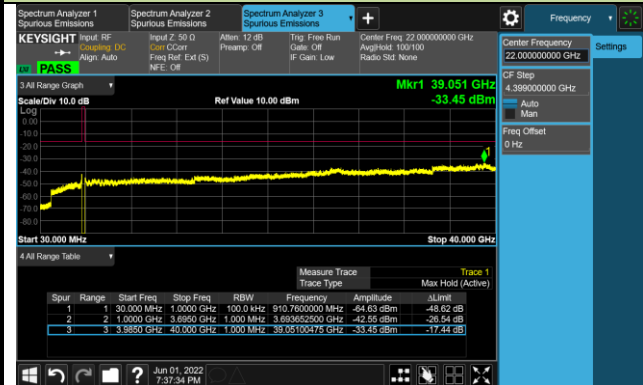 Spectrum Analyzer 1
Spurious Emissions
Spectrum Analyzer 2
Spurious Emissions
Spectrum Analyzer 3
Spurious Emissions
Frequency
KEYSIGHT
Input: RF
Coupling: DC
Align: Auto
Input Z: 50 Ω
Corr CCorr
Freq Ref: Ext (S)
NFE: Off
Atten: 12 dB
Preamp: Off
Trig: Free Run
Gate: Off
IF Gain: Low
Center Freq: 22.000000000 GHz
Avg|Hold: 100/100
Radio Std: None
PASS
3 All Range Graph
Mkr1 39.051 GHz
Scale/Div 10.0 dB
Ref Value 10.00 dBm
-33.45 dBm
Log
0.00
-10.0
-20.0
-30.0
-40.0
-50.0
-60.0
-70.0
-80.0
1
Start 30.000 MHz
Stop 40.000 GHz
4 All Range Table
Measure Trace Trace 1
Trace Type Max Hold (Active)
Spur Range Start Freq Stop Freq RBW Frequency Amplitude ΔLimit
1 1 30.000 MHz 1.0000 GHz 100.0 kHz 910.7600000 MHz -64.63 dBm -48.62 dB
2 2 1.0000 GHz 3.6950 GHz 1.000 MHz 3.693652500 GHz -42.55 dBm -26.54 dB
3 3 3.9850 GHz 40.000 GHz 1.000 MHz 39.05100475 GHz -33.45 dBm -17.44 dB
Center Frequency
22.000000000 GHz
Settings
CF Step
4.399000000 GHz
Auto
Man
Freq Offset
0 Hz
Jun 01, 2022
7:37:34 PM